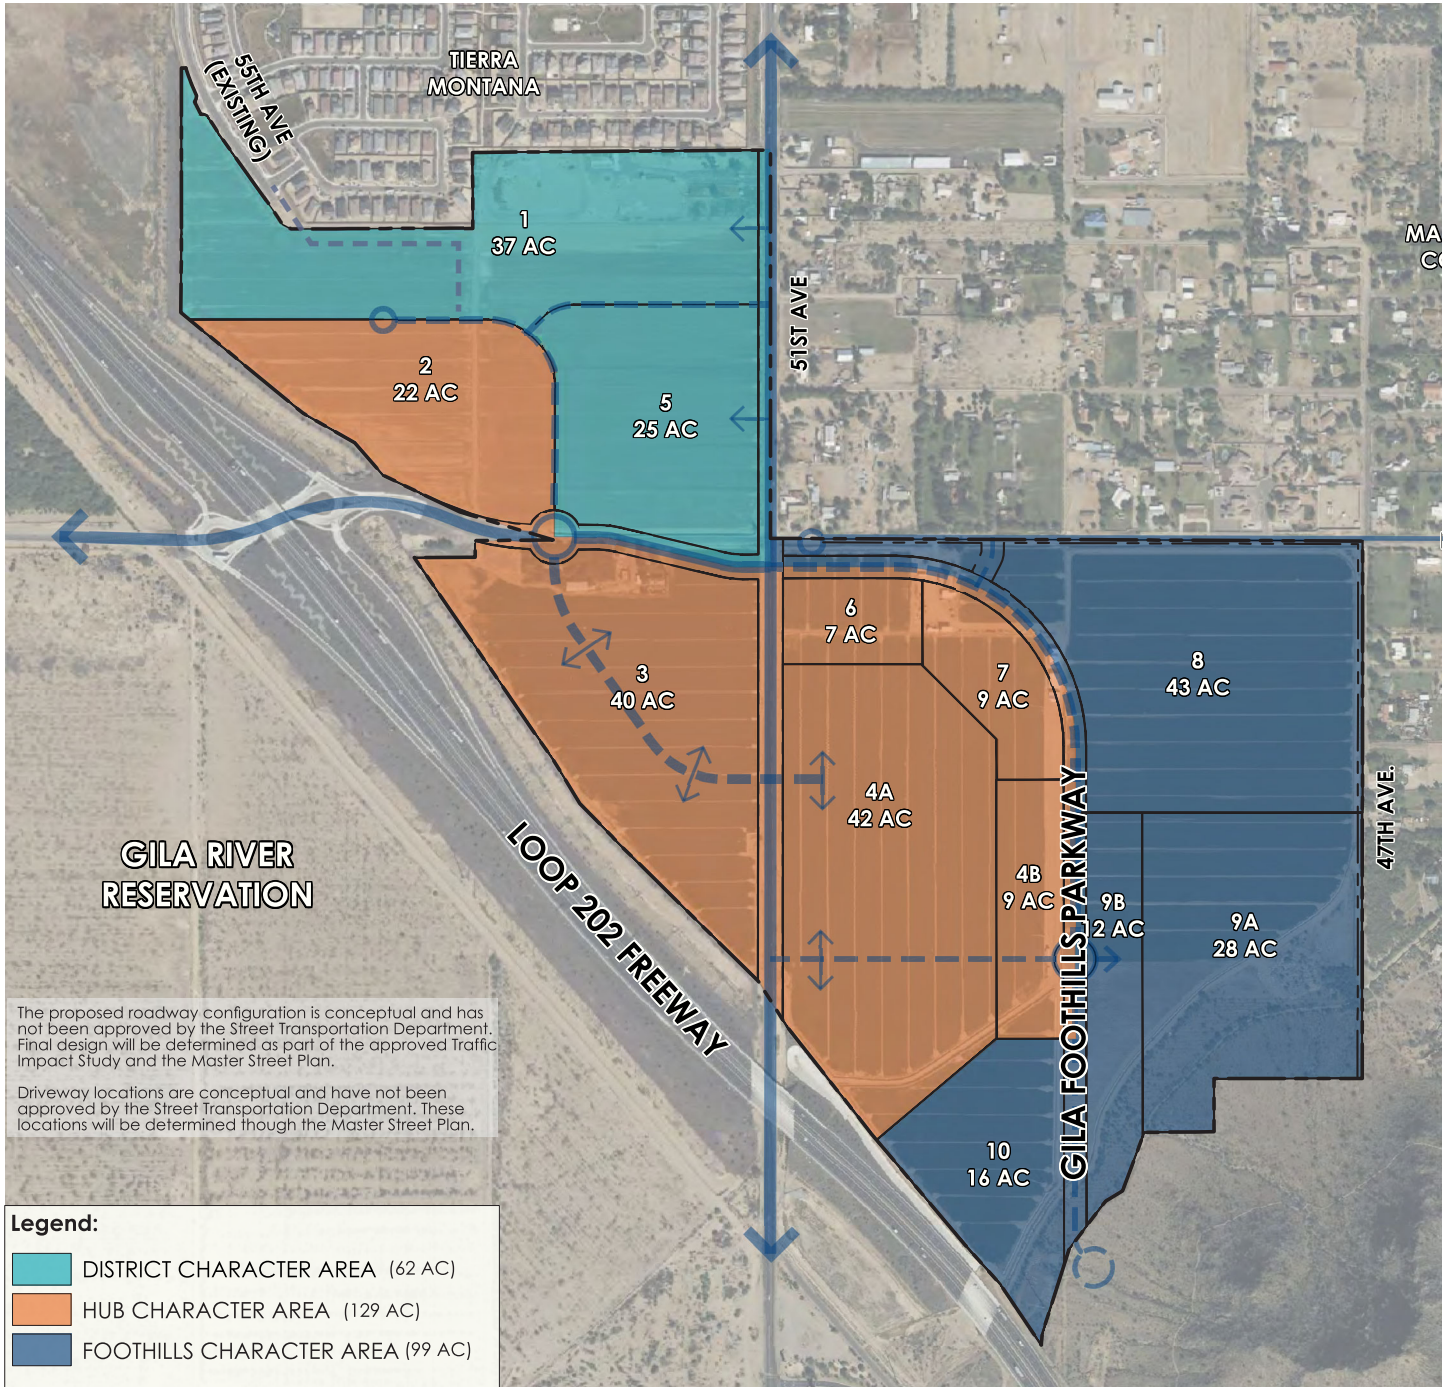 55TH AVE
(EXISTING)
TIERRA
MONTANA
1
37 AC
51ST AVE
2
22 AC
5
25 AC
6
7 AC
7
9 AC
8
43 AC
3
40 AC
4A
42 AC
4B
9 AC
GILA FOOTHILLS PARKWAY
9B
2 AC
9A
28 AC
47TH AVE.
GILA RIVER
RESERVATION
LOOP 202 FREEWAY
10
16 AC
The proposed roadway configuration is conceptual and has
not been approved by the Street Transportation Department.
Final design will be determined as part of the approved Traffic
Impact Study and the Master Street Plan.
Driveway locations are conceptual and have not been
approved by the Street Transportation Department. These
locations will be determined though the Master Street Plan.
Legend:
DISTRICT CHARACTER AREA (62 AC)
HUB CHARACTER AREA (129 AC)
FOOTHILLS CHARACTER AREA (99 AC)